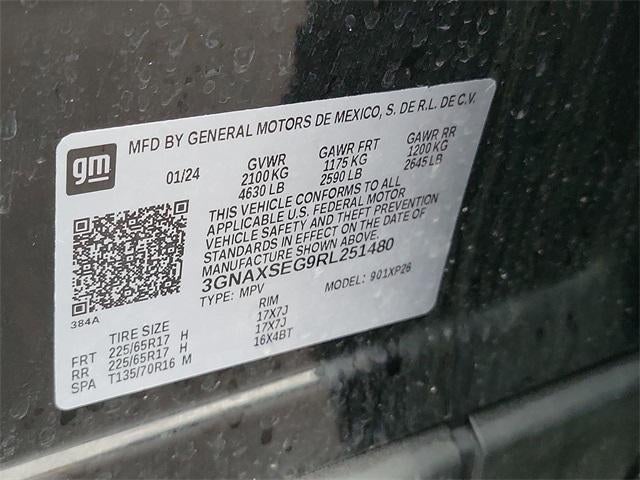 gm
MFD BY GENERAL MOTORS DE MEXICO, S. DE R.L. DE C.V.
01/24 GVWR GAWR FRT GAWR RR
2100 KG 1175 KG 1200 KG
4630 LB 2590 LB 2645 LB
THIS VEHICLE CONFORMS TO ALL
APPLICABLE U.S. FEDERAL MOTOR
VEHICLE SAFETY AND THEFT PREVENTION
STANDARDS IN EFFECT ON THE DATE OF
MANUFACTURE SHOWN ABOVE.
3GNAXSEG9RL251480
TYPE: MPV MODEL: 901XP26
384A
TIRE SIZE RIM
FRT 225/65R17 H 17X7J
RR 225/65R17 H 17X7J
SPA T135/70R16 M 16X4BT